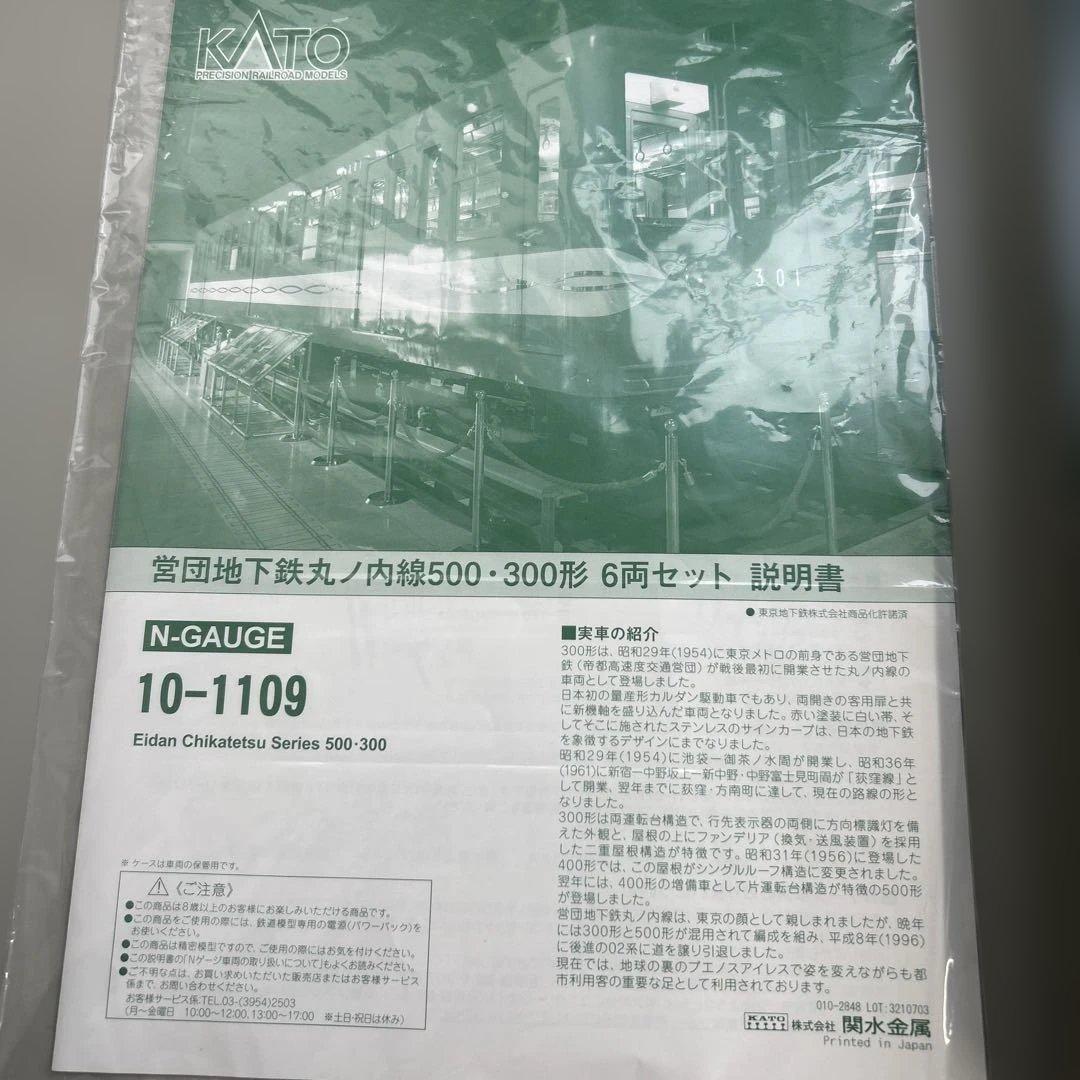 KATO
PRECISION RAILROAD MODELS
301
営団地下鉄丸ノ内線500・300形 6両セット 説明書
● 東京地下鉄株式会社商品化許諾済
N-GAUGE
10-1109
Eidan Chikatetsu Series 500・300
※ ケースは車両の保管用です。
⚠《ご注意》
●この商品は8歳以上のお客様にお楽しみいただける商品です。
●この商品をご使用の際には、鉄道模型専用の電源(パワーパック)を
お使いください。
●この商品は精密模型ですので、ご使用の際にはお気を付けください。
●この説明書の「Nゲージ車両の取り扱いについて」もよくお読みください。
●ご不明な点は、お買い求めいただいた販売店またはお客様サービス
係まで、お問い合わせください。
お客様サービス係:TEL.03-(3954)2503
(月〜金曜日 10:00〜12:00、13:00〜17:00 ※土日・祝日は休み)
■実車の紹介
300形は、昭和29年(1954)に東京メトロの前身である営団地下
鉄(帝都高速度交通営団)が戦後最初に開業させた丸ノ内線の
車両として登場しました。
日本初の量産形カルダン駆動車でもあり、両開きの客用扉と共
に新機軸を盛り込んだ車両となりました。赤い塗装に白い帯、そ
してそこに施されたステンレスのサインカーブは、日本の地下鉄
を象徴するデザインにまでなりました。
昭和29年(1954)に池袋ー御茶ノ水間が開業し、昭和36年
(1961)に新宿ー中野坂上ー新中野・中野富士見町間が「荻窪線」と
して開業、翌年までに荻窪・方南町に達して、現在の路線の形と
なりました。
300形は両運転台構造で、行先表示器の両側に方向標識灯を備
えた外観と、屋根の上にファンデリア(換気・送風装置)を採用
した二重屋根構造が特徴です。昭和31年(1956)に登場した
400形では、この屋根がシングルルーフ構造に変更されました。
翌年には、400形の増備車として片運転台構造が特徴の500形
が登場しました。
営団地下鉄丸ノ内線は、東京の顔として親しまれましたが、晩年
には300形と500形が混用されて編成を組み、平成8年(1996)
に後進の02系に道を譲り引退しました。
現在では、地球の裏のブエノスアイレスで姿を変えながらも都
市利用客の重要な足として利用されております。
010-2848 LOT:3210703
KATO 株式会社 関水金属
Printed in Japan